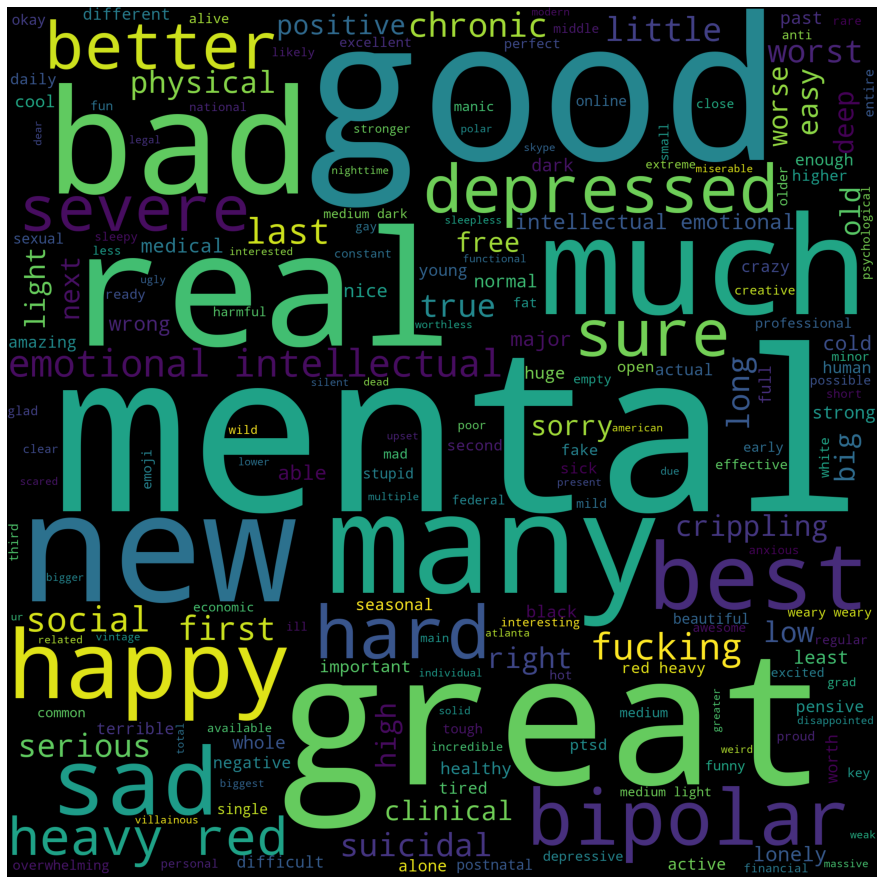 okay different alive modern middle past rare
better likely excellent perfect anti
positive chronic little worst
good
daily physical worse easy deep entire
cool fun national manic online close
bad
dear legal stronger polar small
nighttime skype extreme miserable enough
dark older higher
severe medium dark depressed
sleepless old psychological
sexual sleepy medical last gay intellectual emotional
less interested constant free functional young crazy
light next ugly real much
ready harmful nice true normal fat creative
amazing wrong worthless sure professional
emotional intellectual major open actual cold minor
silent dead huge empty long full human possible short
mental
glad wild sorry american strong
clear upset poor second fake white big
scared emoji lower mad able stupid sick present due early effective
multiple federal mild
third new many crippling
bigger best anxious
ur economic seasonal black beautiful weary weary
social first interesting awesome
related vintage ill main atlanta hard fucking low regular
happy right red heavy least
important individual hot excited grad
common great pensive
available solid medium greater disappointed
serious terrible whole high tough incredible ptsd weird proud
total negative healthy funny worth key
sad biggest tired medium light
villainous single clinical bipolar
heavy red suicidal depressive lonely weak
overwhelming personal difficult alone postnatal active financial massive